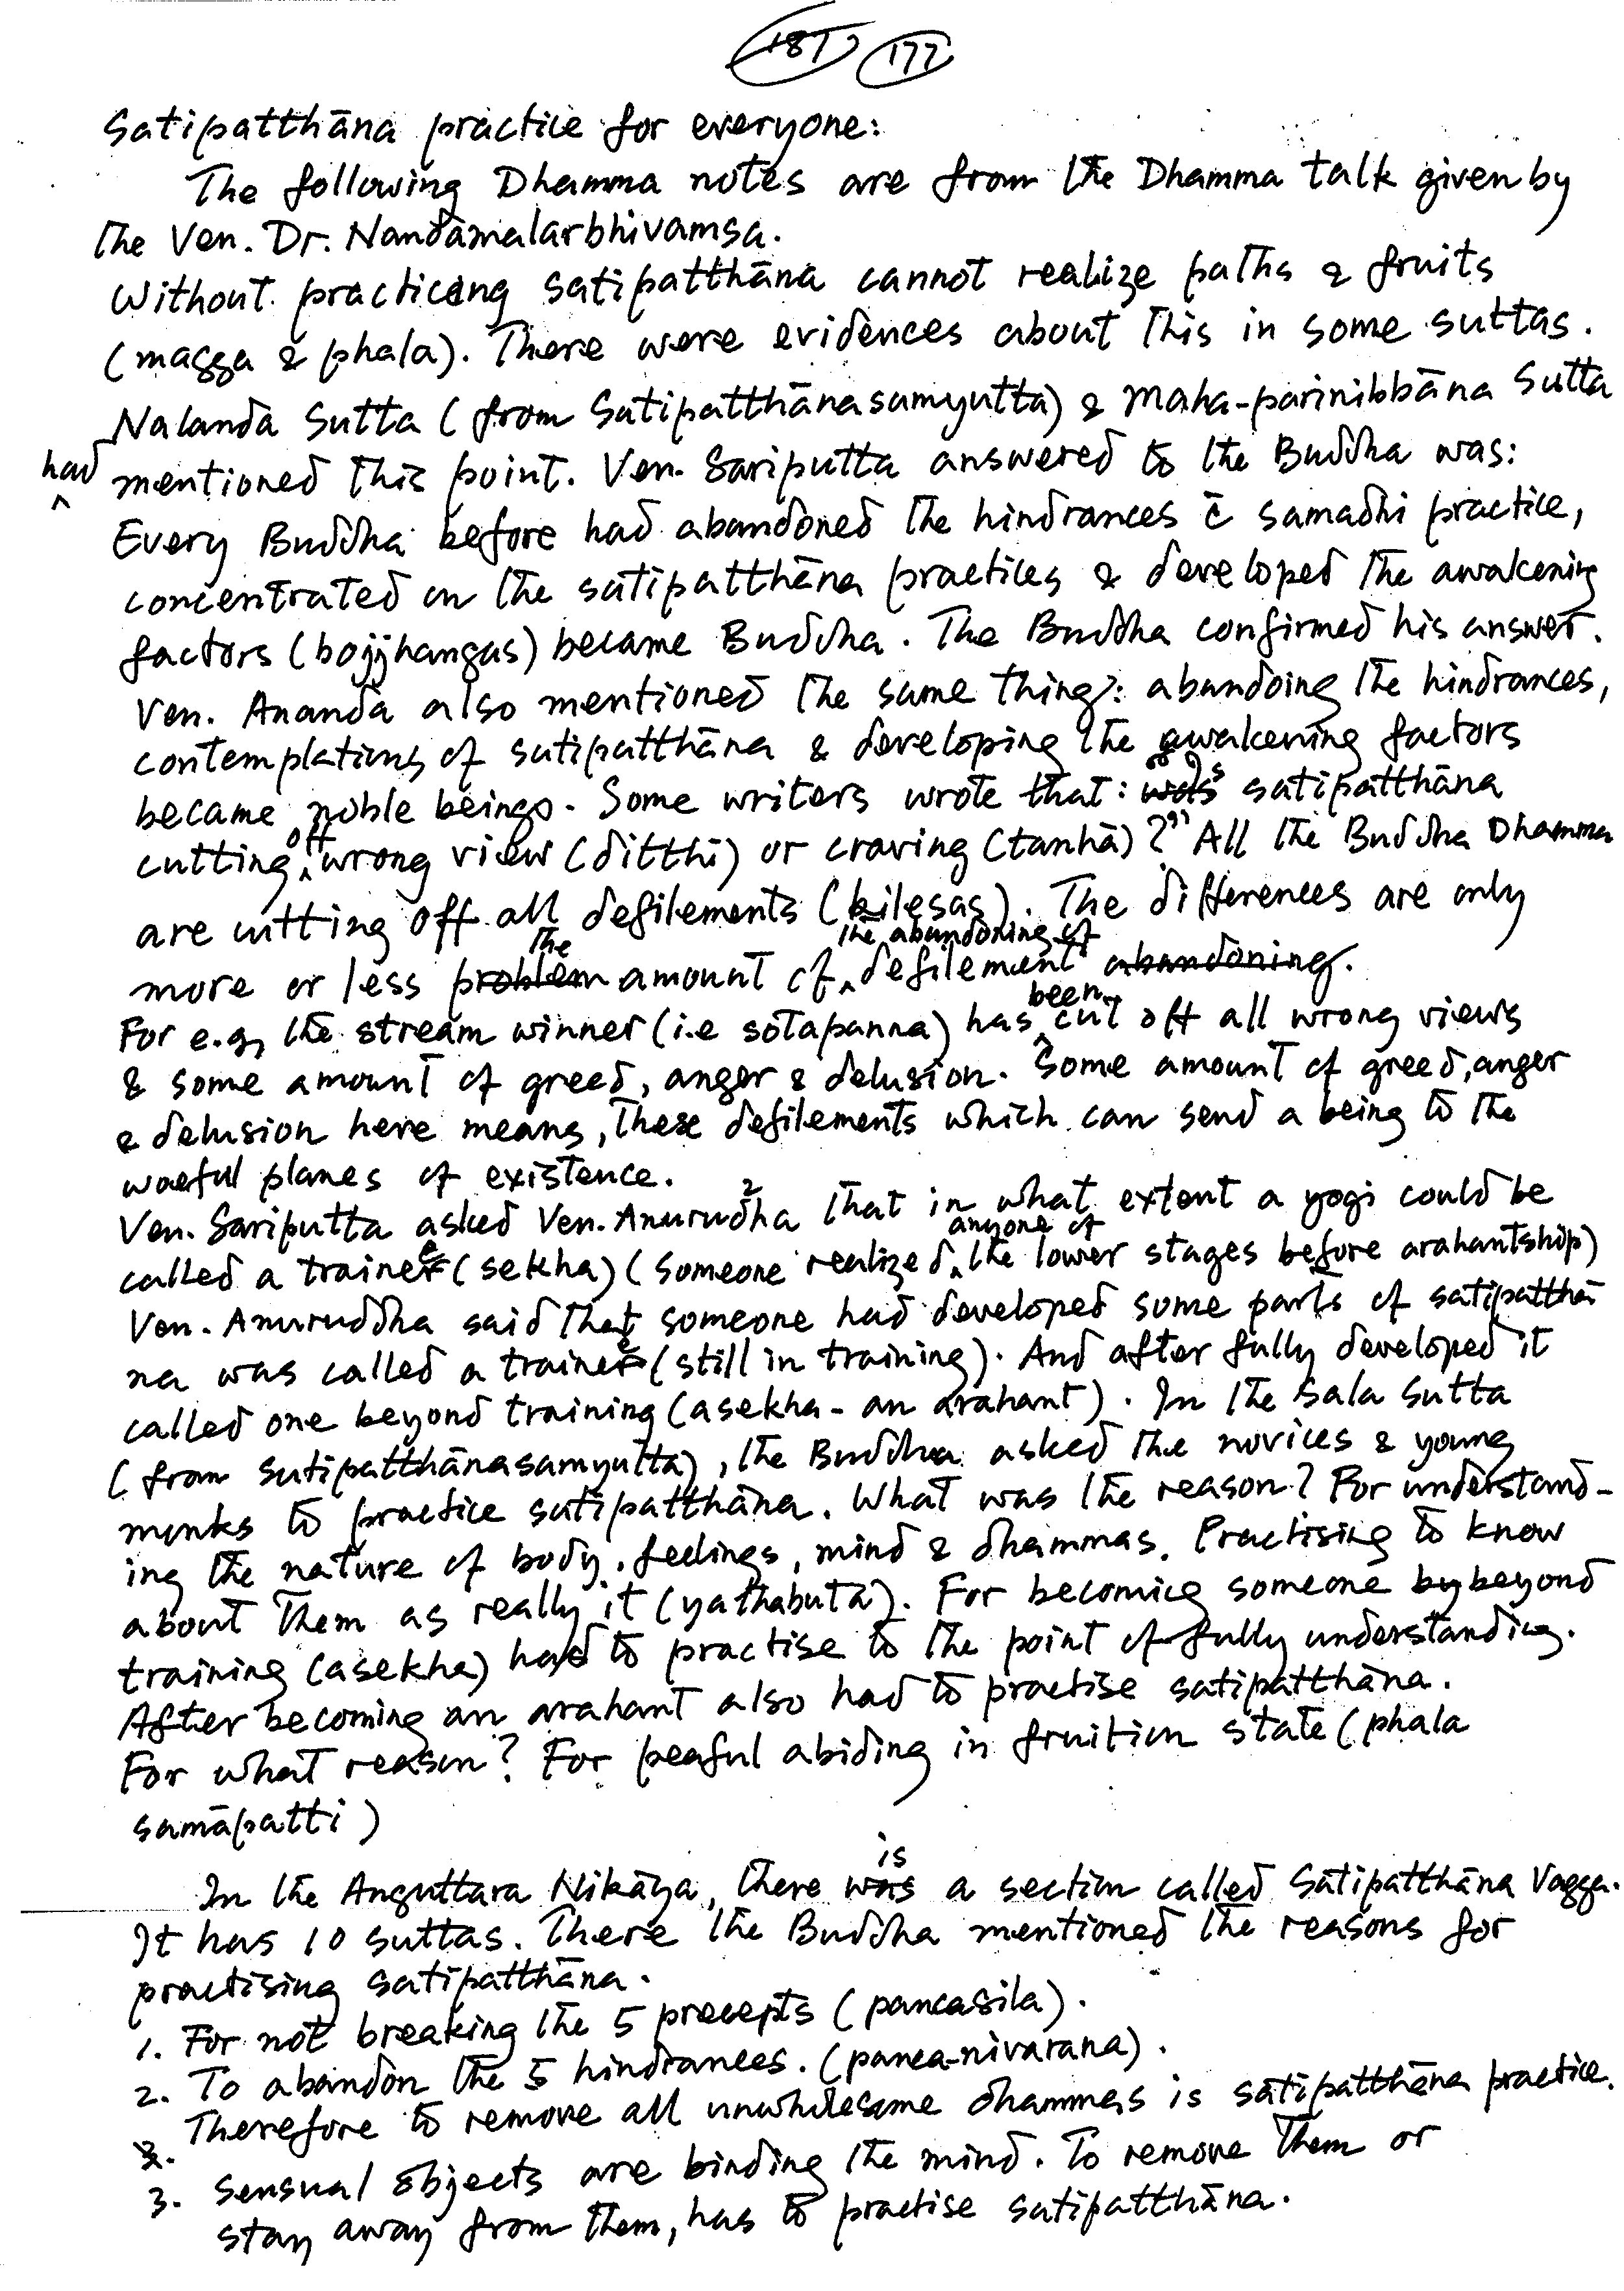 187 177
Satipatthāna practice for everyone:
The following Dhamma notes are from the Dhamma talk given by
the Ven. Dr. Nandamalarbhivamsa.
Without practicing satipatthāna cannot realize paths & fruits
(magga & phala). There were evidences about this in some suttas.
Nalanda Sutta (from Satipatthānasamyutta) & Maha-parinibbāna Sutta
had mentioned this point. Ven. Sariputta answered to the Buddha was:
Every Buddha before had abandoned the hindrances c̄ samadhi practice,
concentrated on the satipatthāna practices & developed the awakening
factors (bojjhangas) became Buddha. The Buddha confirmed his answer.
Ven. Ananda also mentioned the same thing: abandoing the hindrances,
contemplations of satipatthāna & developing the awakening factors
became noble beings. Some writers wrote that: satipatthāna
cutting off wrong view (ditthi) or craving (tanhā)?" All the Buddha Dhamma
are cutting off all defilements (kilesas). The differences are only
more or less the amount of the abandoning of defilement.
For e.g, the stream winner (i.e sotapanna) has been cut off all wrong views
& some amount of greed, anger & delusion. Some amount of greed, anger
& delusion here means, these defilements which can send a being to the
woeful planes of existence.
Ven. Sariputta asked Ven. Anurudha that in what extent a yogi could be
called a trainee (sekha) (someone realized anyone of the lower stages before arahantship)
Ven. Anuruddha said that someone had developed some parts of satipatthā
na was called a trainee (still in training). And after fully developed it
called one beyond training (asekha - an arahant). In the Sala Sutta
(from satipatthānasamyutta), the Buddha asked the novices & young
monks to practice satipatthāna. What was the reason? For understand-
ing the nature of body, feelings, mind & dhammas. Practising to know
about them as really it (yathabuta). For becoming someone beyond
training (asekha) had to practise to the point of fully understanding.
After becoming an arahant also had to practise satipatthāna.
For what reason? For peaful abiding in fruition state (phala
samāpatti)
In the Anguttara Nikāya, there is a section called Satipatthāna Vagga.
It has 10 suttas. There the Buddha mentioned the reasons for
practising satipatthāna.
1. For not breaking the 5 precepts (pancasila).
2. To abandon the 5 hindrances. (panca-nivarana).
Therefore to remove all unwholesome dhammas is satipatthāna practice.
3. Sensual objects are binding the mind. To remove them or
stay away from them, has to practise satipatthāna.